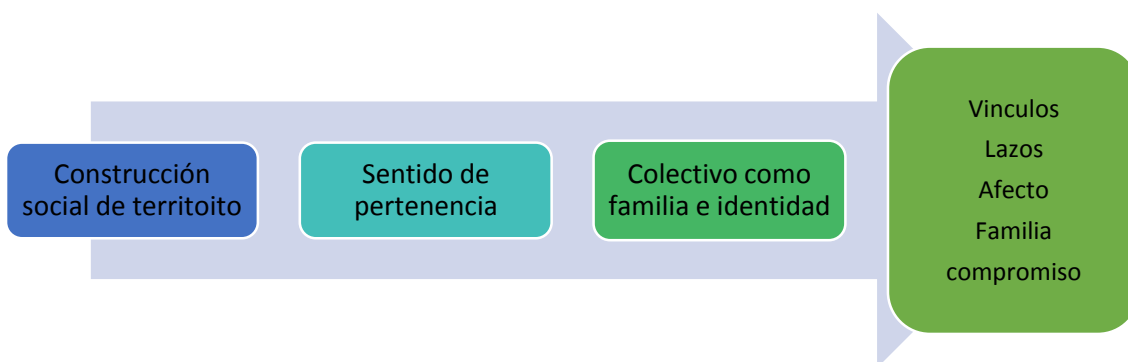 Construcción
social de territoito
Sentido de
pertenencia
Colectivo como
familia e identidad
Vinculos
Lazos
Afecto
Familia
compromiso